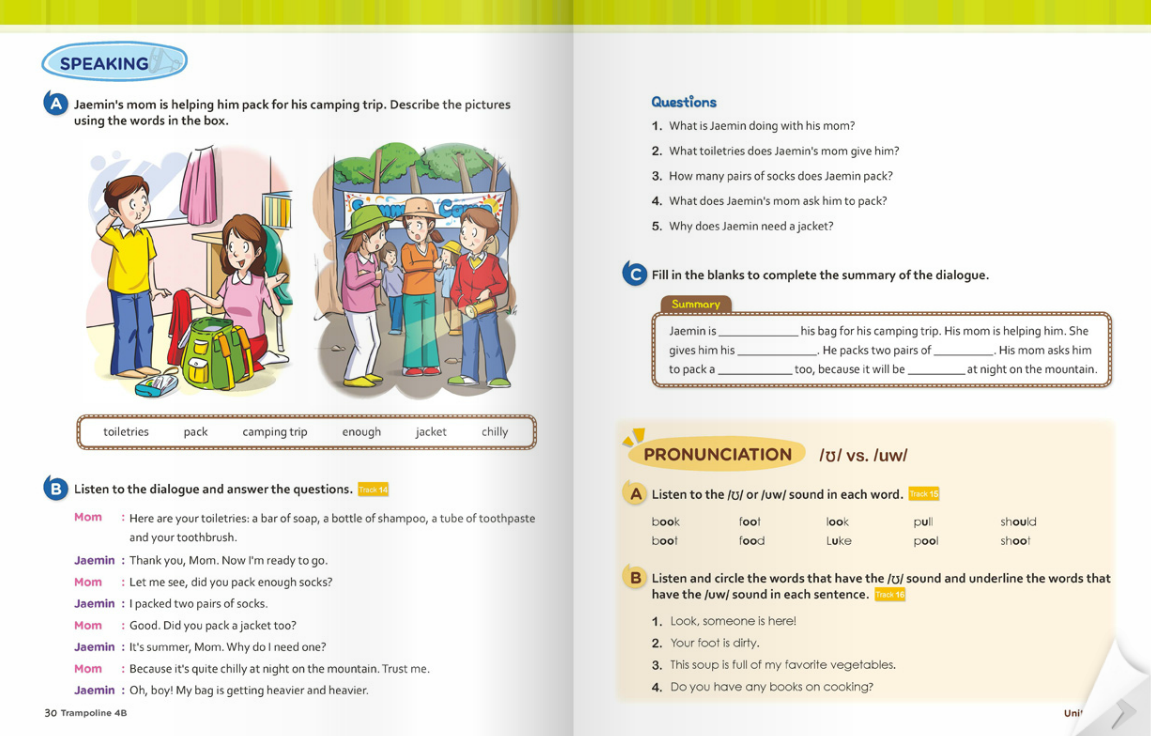 SPEAKING
A Jaemin's mom is helping him pack for his camping trip. Describe the pictures
using the words in the box.
Summer Camp
toiletries pack camping trip enough jacket chilly
B Listen to the dialogue and answer the questions. Track 14
Mom : Here are your toiletries: a bar of soap, a bottle of shampoo, a tube of toothpaste
and your toothbrush.
Jaemin : Thank you, Mom. Now I'm ready to go.
Mom : Let me see, did you pack enough socks?
Jaemin : I packed two pairs of socks.
Mom : Good. Did you pack a jacket too?
Jaemin : It's summer, Mom. Why do I need one?
Mom : Because it's quite chilly at night on the mountain. Trust me.
Jaemin : Oh, boy! My bag is getting heavier and heavier.
30 Trampoline 4B
Questions
1. What is Jaemin doing with his mom?
2. What toiletries does Jaemin's mom give him?
3. How many pairs of socks does Jaemin pack?
4. What does Jaemin's mom ask him to pack?
5. Why does Jaemin need a jacket?
C Fill in the blanks to complete the summary of the dialogue.
Summary
Jaemin is ____________ his bag for his camping trip. His mom is helping him. She
gives him his ____________. He packs two pairs of _________. His mom asks him
to pack a ___________ too, because it will be _________ at night on the mountain.
PRONUNCIATION /ʊ/ vs. /uw/
A Listen to the /ʊ/ or /uw/ sound in each word. Track 15
book foot look pull should
boot food Luke pool shoot
B Listen and circle the words that have the /ʊ/ sound and underline the words that
have the /uw/ sound in each sentence. Track 16
1. Look, someone is here!
2. Your foot is dirty.
3. This soup is full of my favorite vegetables.
4. Do you have any books on cooking?